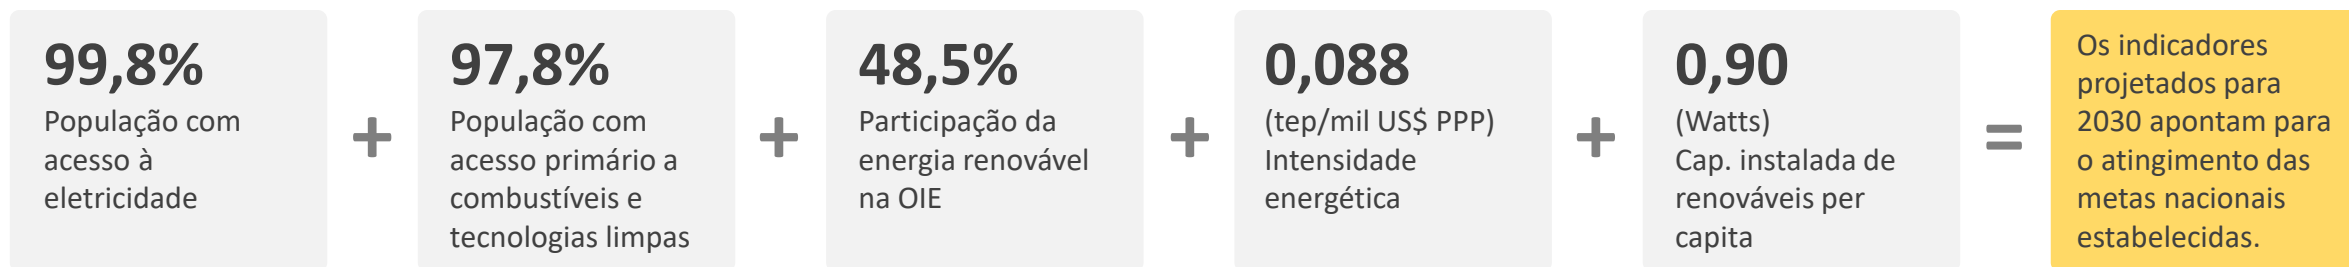 99,8%
População com
acesso à
eletricidade
+
97,8%
População com
acesso primário a
combustíveis e
tecnologias limpas
+
48,5%
Participação da
energia renovável
na OIE
+
0,088
(tep/mil US$ PPP)
Intensidade
energética
+
0,90
(Watts)
Cap. instalada de
renováveis per
capita
=
Os indicadores
projetados para
2030 apontam para
o atingimento das
metas nacionais
estabelecidas.